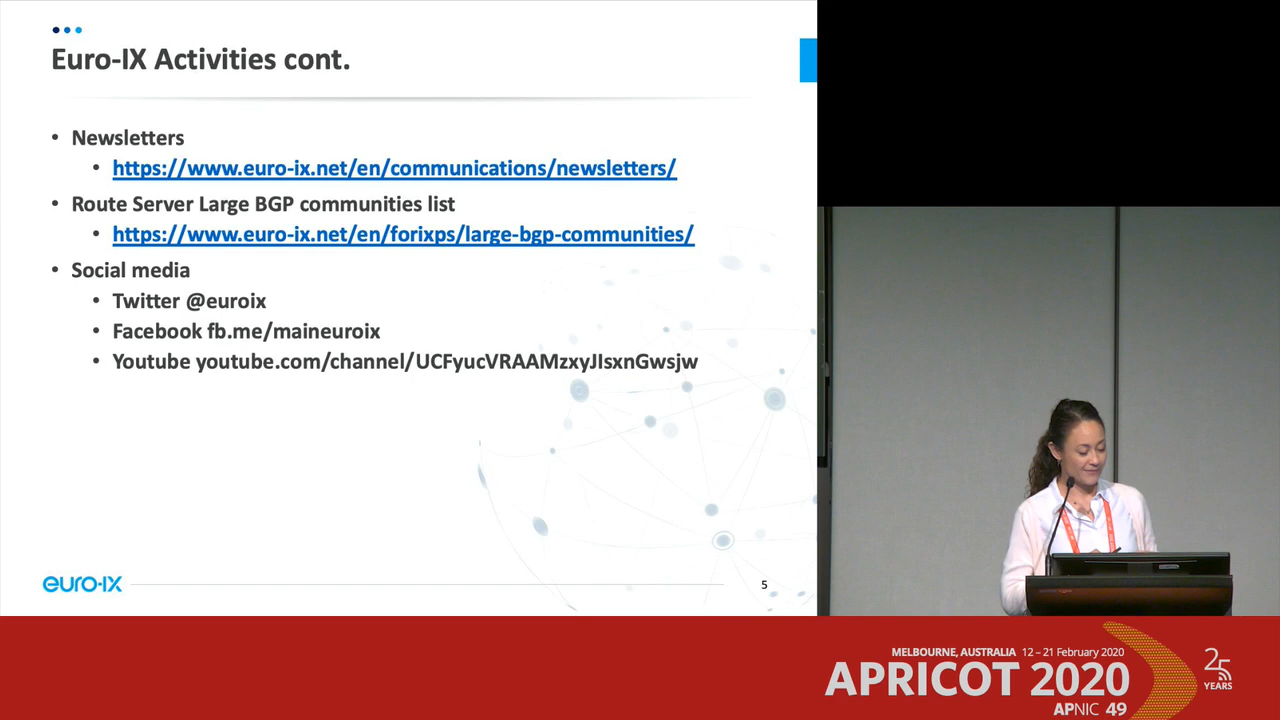 Euro-IX Activities cont.
• Newsletters
• https://www.euro-ix.net/en/communications/newsletters/
• Route Server Large BGP communities list
• https://www.euro-ix.net/en/forixps/large-bgp-communities/
• Social media
• Twitter @euroix
• Facebook fb.me/maineuroix
• Youtube youtube.com/channel/UCFyucVRAAMzxyJIsxnGwsjw
euro-ix
5
MELBOURNE, AUSTRALIA 12 – 21 February 2020
APRICOT 2020
APNIC 49
25
YEARS